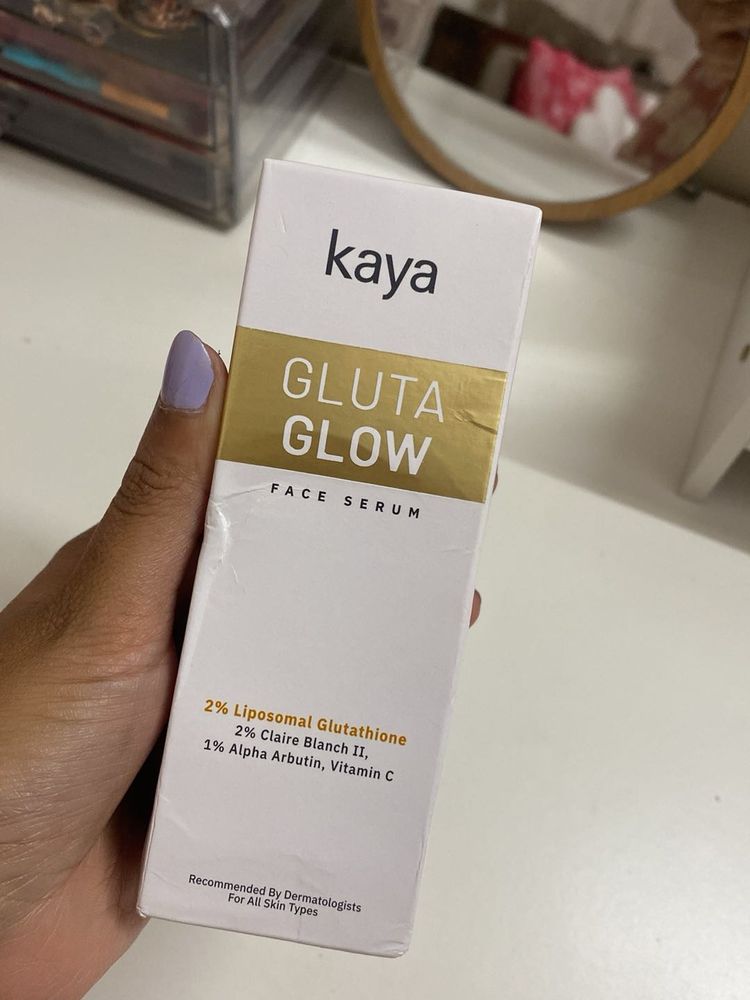 kaya
GLUTA
GLOW
FACE SERUM
2% Liposomal Glutathione
2% Claire Blanch II,
1% Alpha Arbutin, Vitamin C
Recommended By Dermatologists
For All Skin Types